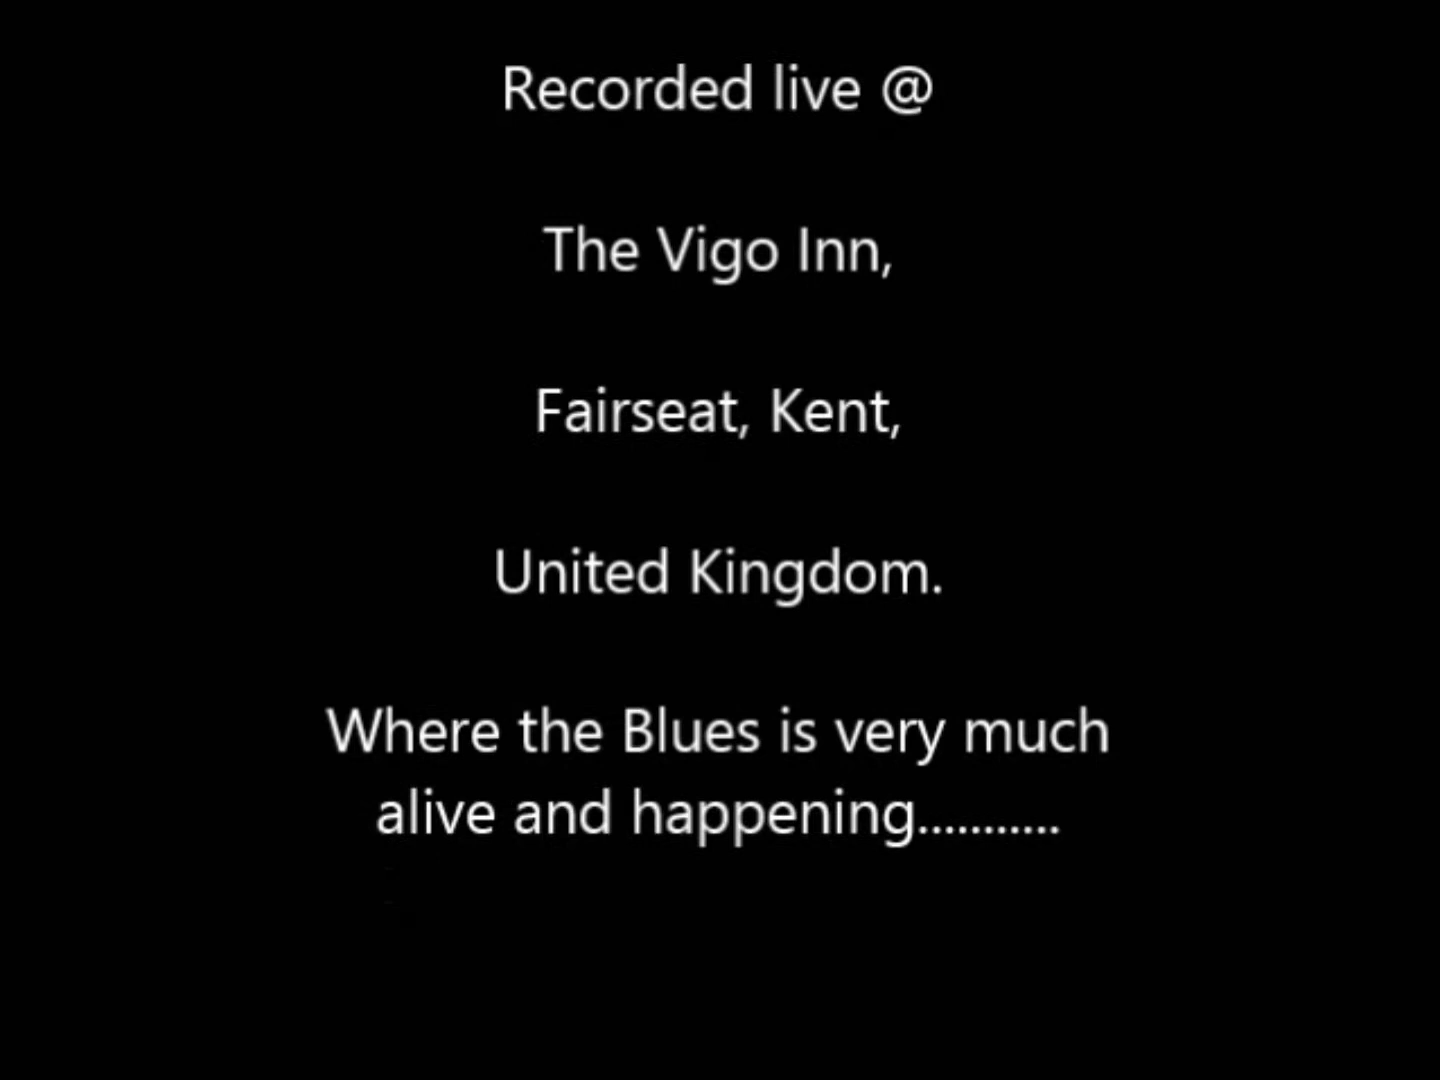 Recorded live @
The Vigo Inn,
Fairseat, Kent,
United Kingdom.
Where the Blues is very much
alive and happening...........